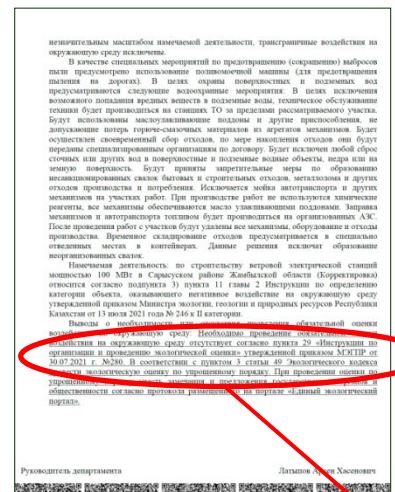 незначительным масштабом намечаемой деятельности, трансграничные воздействия на
окружающую среду исключены.
В качестве специальных мероприятий по предотвращению (сокращению) выбросов
пыли предусмотрено использование поливомоечной машины (для предотвращения
пыления на дорогах). В целях охраны поверхностных и подземных вод
предусматриваются следующие водоохранные мероприятия: В целях исключения
возможного попадания вредных веществ в подземные воды, техническое обслуживание
техники будет производиться на станциях ТО за пределами рассматриваемого участка.
Будут использованы маслоулавливающие поддоны и другие приспособления, не
допускающие потерь горюче-смазочных материалов из агрегатов механизмов. Будет
осуществлен своевременный сбор отходов, по мере накопления отходов они будут
переданы специализированным организациям по договору. Будет исключен любой сброс
сточных или других вод в поверхностные и подземные водные объекты, недра или на
земную поверхность. Будут приняты запретительные меры по образованию
несанкционированных свалок бытовых и строительных отходов, металлолома и других
отходов производства и потребления. Исключается мойка автотранспорта и других
механизмов на участках работ. При производстве работ не используются химические
реагенты, все механизмы обеспечиваются масло улавливающими поддонами. Заправка
механизмов и автотранспорта топливом будет производиться на организованных АЗС.
После проведения работ с участков будут удалены все механизмы, оборудование и отходы
производства. Временное складирование отходов предусматривается в специально
отведенных местах в контейнерах. Данные решения исключат образование
неорганизованных свалок.
Намечаемая деятельность: по строительству ветровой электрической станций
мощностью 100 МВт в Сарысуском районе Жамбылской области (Корректировка)
относится согласно подпункта 3) пункта 11 главы 2 Инструкции по определению
категории объекта, оказывающего негативное воздействие на окружающую среду
утвержденной приказом Министра экологии, геологии и природных ресурсов Республики
Казахстан от 13 июля 2021 года № 246 к II категории.
Выводы о необходимости или проведения обязательной оценки
воздействия на окружающую среду: Необходимо проведение
воздействия на окружающую среду отсутствует согласно пункта 29 «Инструкции по
организации и проведению экологической оценки» утвержденной приказом МЭГПР от
30.07.2021 г. №280. В соответствии с пунктом 3 статьи 49 Экологического кодекса
провести экологическую оценку по упрощенному порядку. При проведении оценки по
упрощенному учесть замечания и предложения государственных органов и
общественности согласно протокола размещенного на портале «Единый экологический
портал».
Руководитель департамента Латыпов Арсен Хасенович